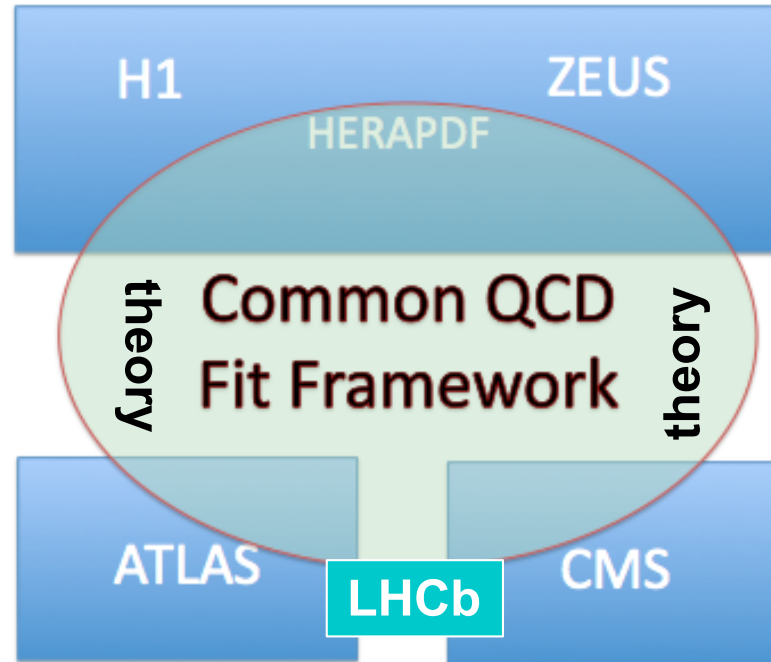 H1
ZEUS
HERAPDF
theory
Common QCD
Fit Framework
theory
ATLAS
LHCb
CMS